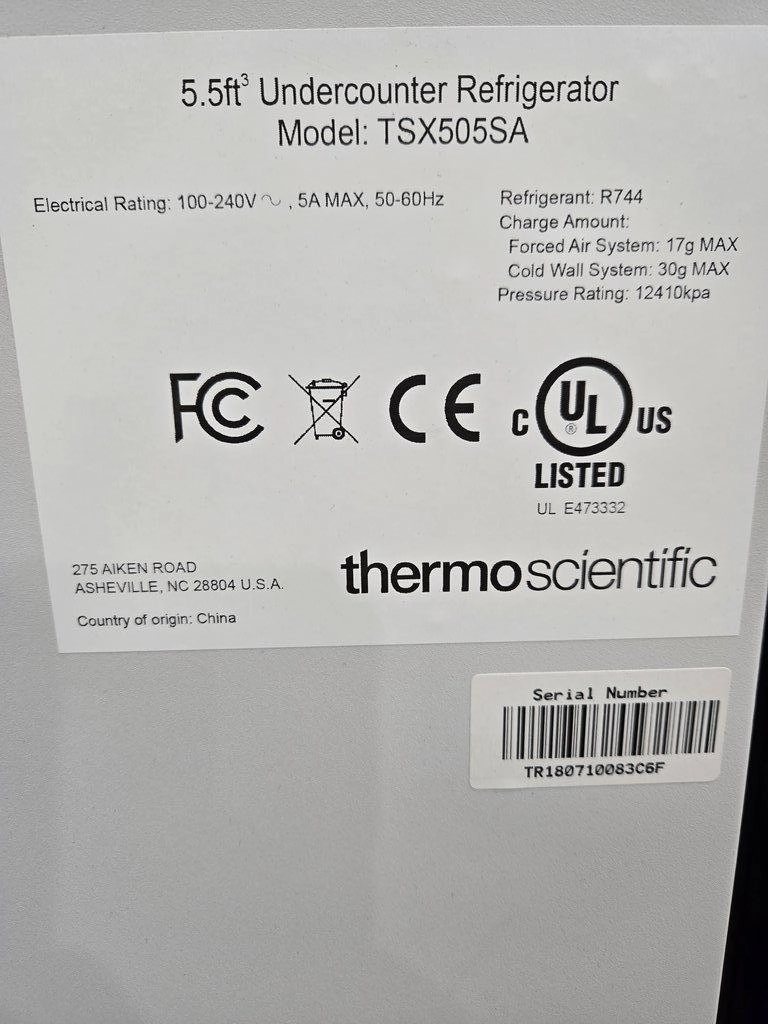 5.5ft³ Undercounter Refrigerator
Model: TSX505SA
Electrical Rating: 100-240V ∿ , 5A MAX, 50-60Hz
Refrigerant: R744
Charge Amount:
Forced Air System: 17g MAX
Cold Wall System: 30g MAX
Pressure Rating: 12410kpa
FC
CE
C UL ® US
LISTED
UL E473332
275 AIKEN ROAD
ASHEVILLE, NC 28804 U.S.A.
Country of origin: China
thermo scientific
Serial Number
TR180710083C6F